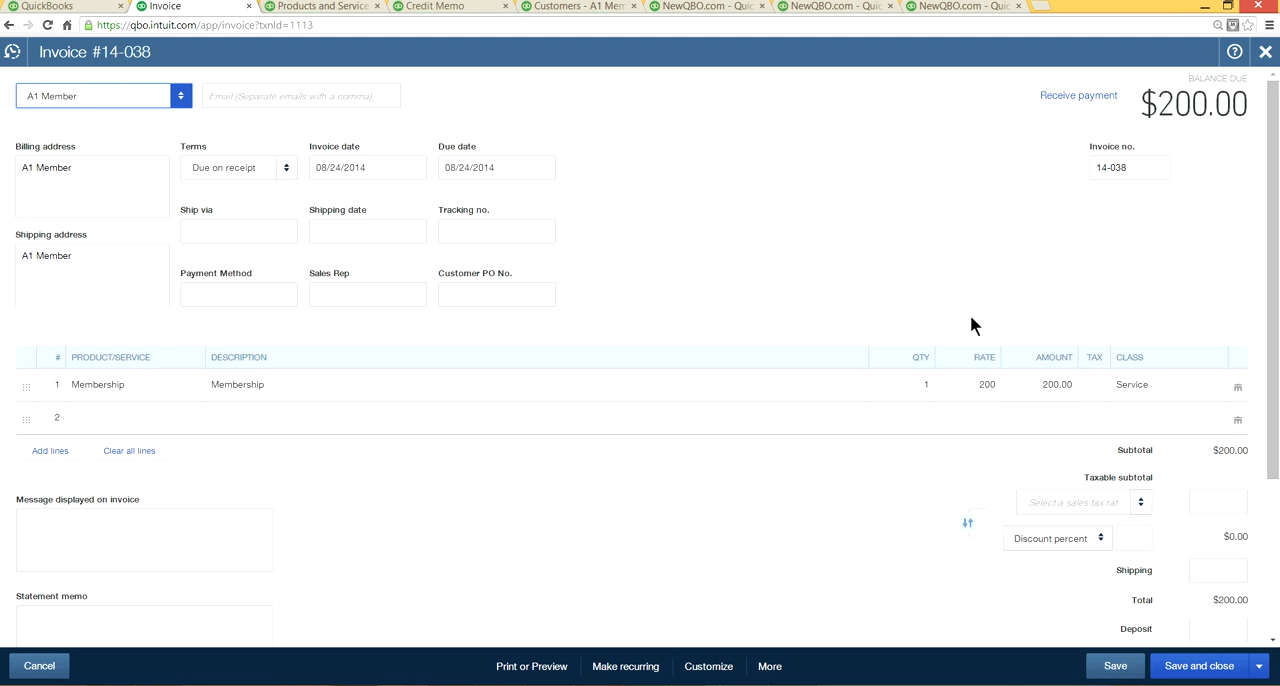 QuickBooks × Invoice × Products and Service × Credit Memo × Customers - A1 Mem × NewQBO.com - Quic × NewQBO.com - Quic × NewQBO.com - Quic ×
https://qbo.intuit.com/app/invoice?txnId=1113
Invoice #14-038
BALANCE DUE
A1 Member Email (Separate emails with a comma) Receive payment $200.00
Billing address Terms Invoice date Due date Invoice no.
A1 Member Due on receipt 08/24/2014 08/24/2014 14-038
Ship via Shipping date Tracking no.
Shipping address
A1 Member
Payment Method Sales Rep Customer PO No.
# PRODUCT/SERVICE DESCRIPTION QTY RATE AMOUNT TAX CLASS
1 Membership Membership 1 200 200.00 Service
2
Add lines Clear all lines Subtotal $200.00
Taxable subtotal
Message displayed on invoice Select a sales tax rat
Discount percent $0.00
Shipping
Statement memo Total $200.00
Deposit
Cancel Print or Preview Make recurring Customize More Save Save and close